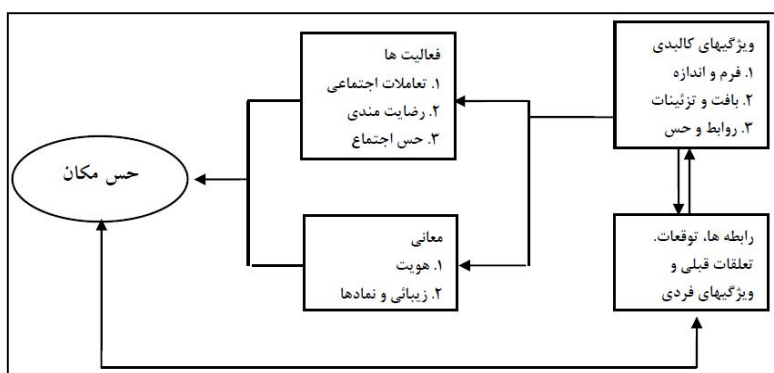 ویژگیهای کالبدی
۱. فرم و اندازه
۲. بافت و تزئینات
۳. روابط و حس
رابطه ها، توقعات.
تعلقات قبلی و
ویژگیهای فردی
فعالیت ها
۱. تعاملات اجتماعی
۲. رضایت مندی
۳. حس اجتماع
معانی
۱. هویت
۲. زیبائی و نمادها
حس مکان